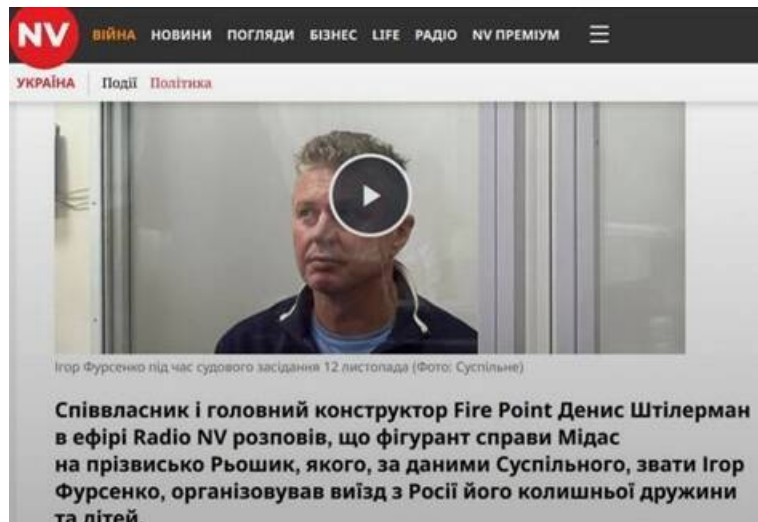 NV ВІЙНА НОВИНИ ПОГЛЯДИ БІЗНЕС LIFE РАДІО NV ПРЕМІУМ
УКРАЇНА Події Політика
Ігор Фурсенко під час судового засідання 12 листопада (Фото: Суспільне)
Співвласник і головний конструктор Fire Point Денис Штілерман
в ефірі Radio NV розповів, що фігурант справи Мідас
на прізвисько Рьошик, якого, за даними Суспільного, звати Ігор
Фурсенко, організовував виїзд з Росії його колишньої дружини
та дітей.